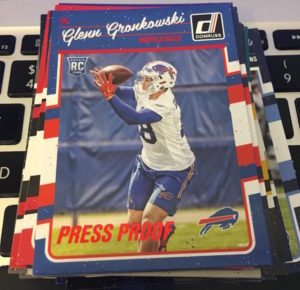 Glenn Gronkowski
DONRUSS
BUFFALO BILLS
RC
PRESS PROOF